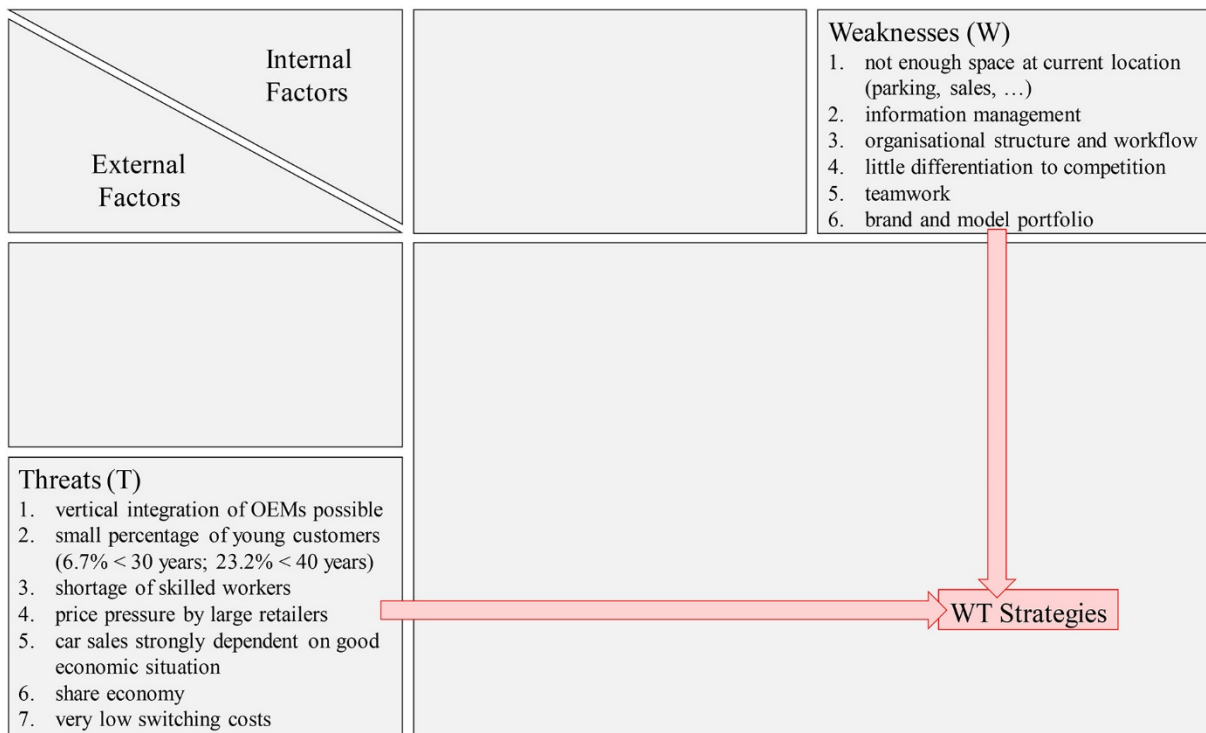 Internal
Factors
External
Factors
Weaknesses (W)
1. not enough space at current location
(parking, sales, …)
2. information management
3. organisational structure and workflow
4. little differentiation to competition
5. teamwork
6. brand and model portfolio
Threats (T)
1. vertical integration of OEMs possible
2. small percentage of young customers
(6.7% < 30 years; 23.2% < 40 years)
3. shortage of skilled workers
4. price pressure by large retailers
5. car sales strongly dependent on good
economic situation
6. share economy
7. very low switching costs
WT Strategies